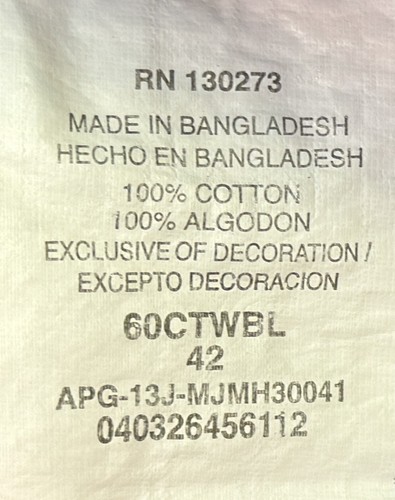 RN 130273
MADE IN BANGLADESH
HECHO EN BANGLADESH
100% COTTON
100% ALGODON
EXCLUSIVE OF DECORATION /
EXCEPTO DECORACION
60CTWBL
42
APG-13J-MJMH30041
040326456112